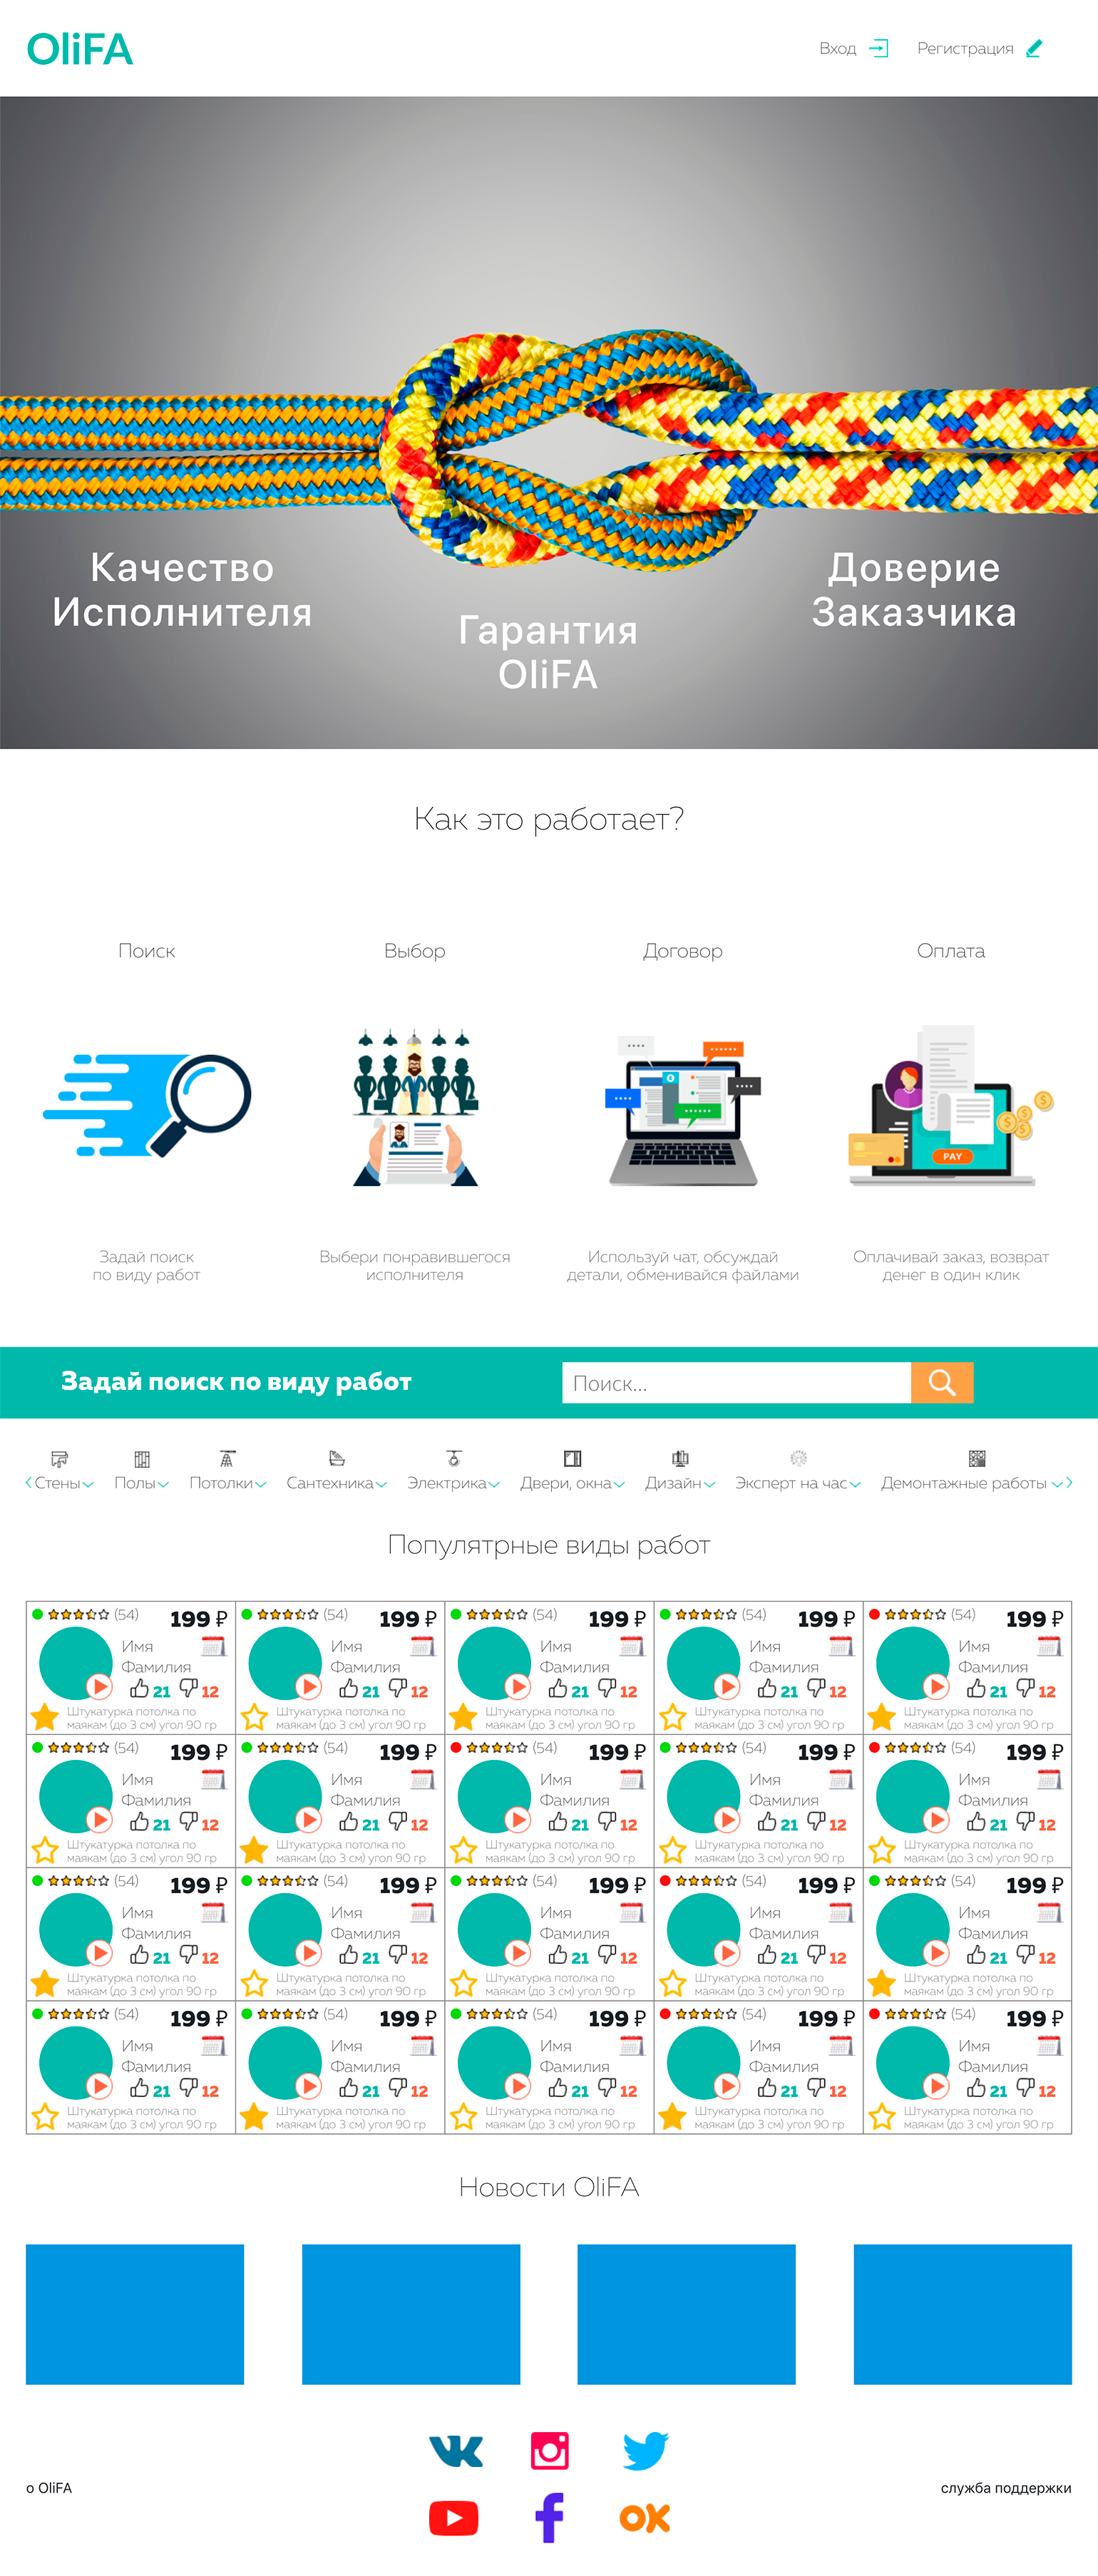 OliFA
Вход
Регистрация
Качество
Исполнителя
Гарантия
OliFA
Доверие
Заказчика
Как это работает?
Поиск
Выбор
Договор
Оплата
PAY
Задай поиск
по виду работ
Выбери понравившегося
исполнителя
Используй чат, обсуждай
детали, обменивайся файлами
Оплачивай заказ, возврат
денег в один клик
Задай поиск по виду работ
Поиск...
Стены
Полы
Потолки
Сантехника
Электрика
Двери, окна
Дизайн
Эксперт на час
Демонтажные работы
Популятрные виды работ
(54) 199 ₽
Имя
Фамилия
21 12
Штукатурка потолка по
маякам (до 3 см) угол 90 гр
(54) 199 ₽
Имя
Фамилия
21 12
Штукатурка потолка по
маякам (до 3 см) угол 90 гр
(54) 199 ₽
Имя
Фамилия
21 12
Штукатурка потолка по
маякам (до 3 см) угол 90 гр
(54) 199 ₽
Имя
Фамилия
21 12
Штукатурка потолка по
маякам (до 3 см) угол 90 гр
(54) 199 ₽
Имя
Фамилия
21 12
Штукатурка потолка по
маякам (до 3 см) угол 90 гр
(54) 199 ₽
Имя
Фамилия
21 12
Штукатурка потолка по
маякам (до 3 см) угол 90 гр
(54) 199 ₽
Имя
Фамилия
21 12
Штукатурка потолка по
маякам (до 3 см) угол 90 гр
(54) 199 ₽
Имя
Фамилия
21 12
Штукатурка потолка по
маякам (до 3 см) угол 90 гр
(54) 199 ₽
Имя
Фамилия
21 12
Штукатурка потолка по
маякам (до 3 см) угол 90 гр
(54) 199 ₽
Имя
Фамилия
21 12
Штукатурка потолка по
маякам (до 3 см) угол 90 гр
(54) 199 ₽
Имя
Фамилия
21 12
Штукатурка потолка по
маякам (до 3 см) угол 90 гр
(54) 199 ₽
Имя
Фамилия
21 12
Штукатурка потолка по
маякам (до 3 см) угол 90 гр
(54) 199 ₽
Имя
Фамилия
21 12
Штукатурка потолка по
маякам (до 3 см) угол 90 гр
(54) 199 ₽
Имя
Фамилия
21 12
Штукатурка потолка по
маякам (до 3 см) угол 90 гр
(54) 199 ₽
Имя
Фамилия
21 12
Штукатурка потолка по
маякам (до 3 см) угол 90 гр
(54) 199 ₽
Имя
Фамилия
21 12
Штукатурка потолка по
маякам (до 3 см) угол 90 гр
(54) 199 ₽
Имя
Фамилия
21 12
Штукатурка потолка по
маякам (до 3 см) угол 90 гр
(54) 199 ₽
Имя
Фамилия
21 12
Штукатурка потолка по
маякам (до 3 см) угол 90 гр
(54) 199 ₽
Имя
Фамилия
21 12
Штукатурка потолка по
маякам (до 3 см) угол 90 гр
(54) 199 ₽
Имя
Фамилия
21 12
Штукатурка потолка по
маякам (до 3 см) угол 90 гр
Новости OliFA
о OliFA
служба поддержки